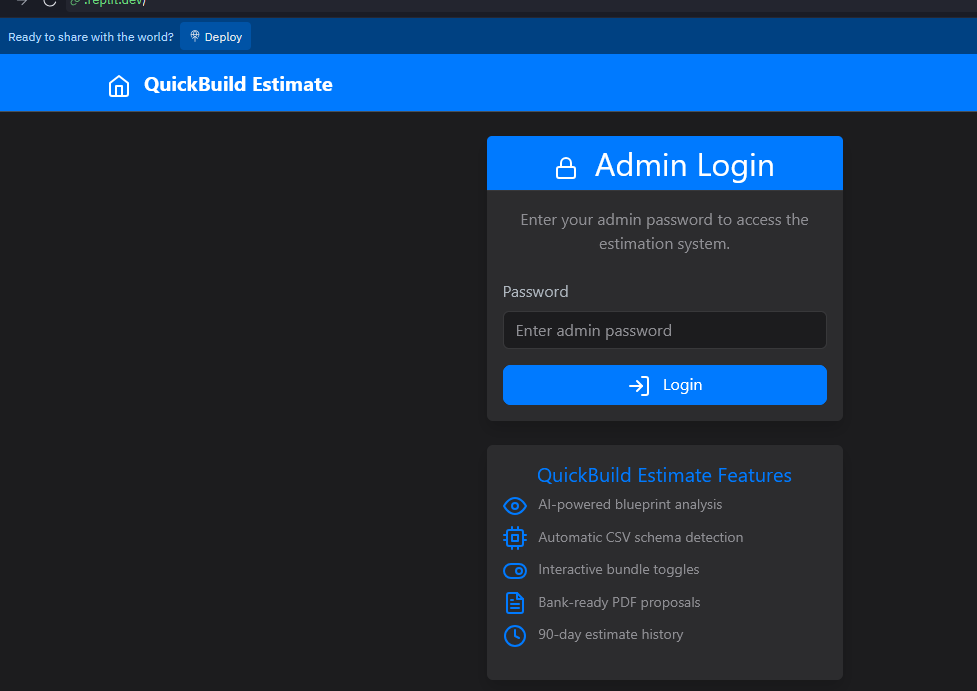 .replit.dev/
Ready to share with the world? Deploy
QuickBuild Estimate
Admin Login
Enter your admin password to access the
estimation system.
Password
Enter admin password
Login
QuickBuild Estimate Features
AI-powered blueprint analysis
Automatic CSV schema detection
Interactive bundle toggles
Bank-ready PDF proposals
90-day estimate history